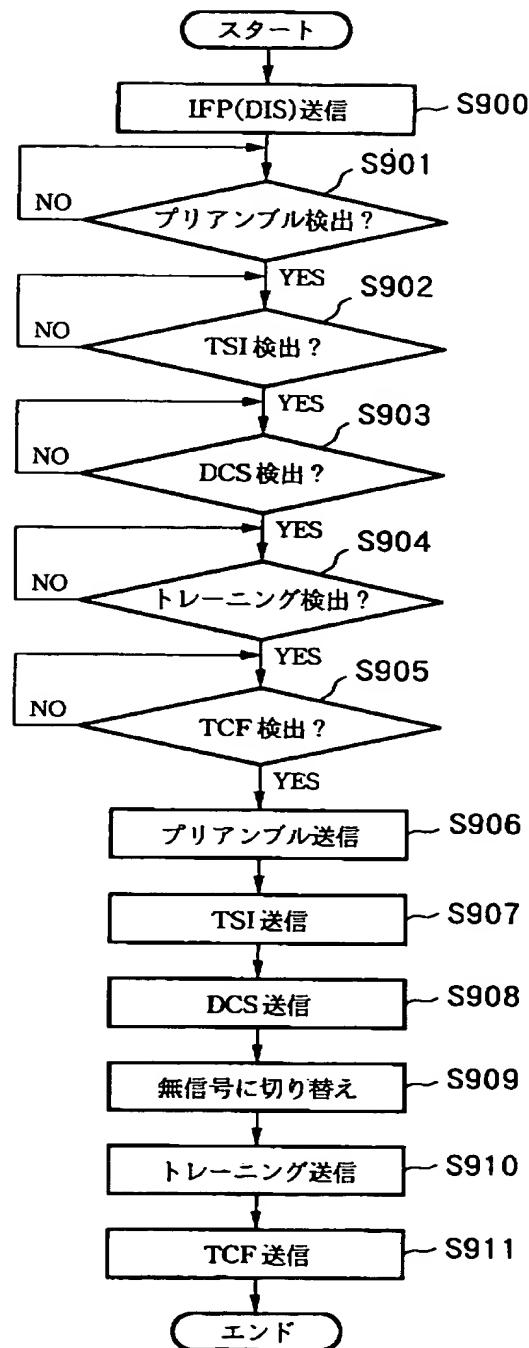 スタート
IFP(DIS)送信
S900
S901
NO
プリアンブル検出？
YES
S902
NO
TSI検出？
YES
S903
NO
DCS検出？
YES
S904
NO
トレーニング検出？
YES
S905
NO
TCF検出？
YES
プリアンブル送信
S906
TSI送信
S907
DCS送信
S908
無信号に切り替え
S909
トレーニング送信
S910
TCF送信
S911
エンド